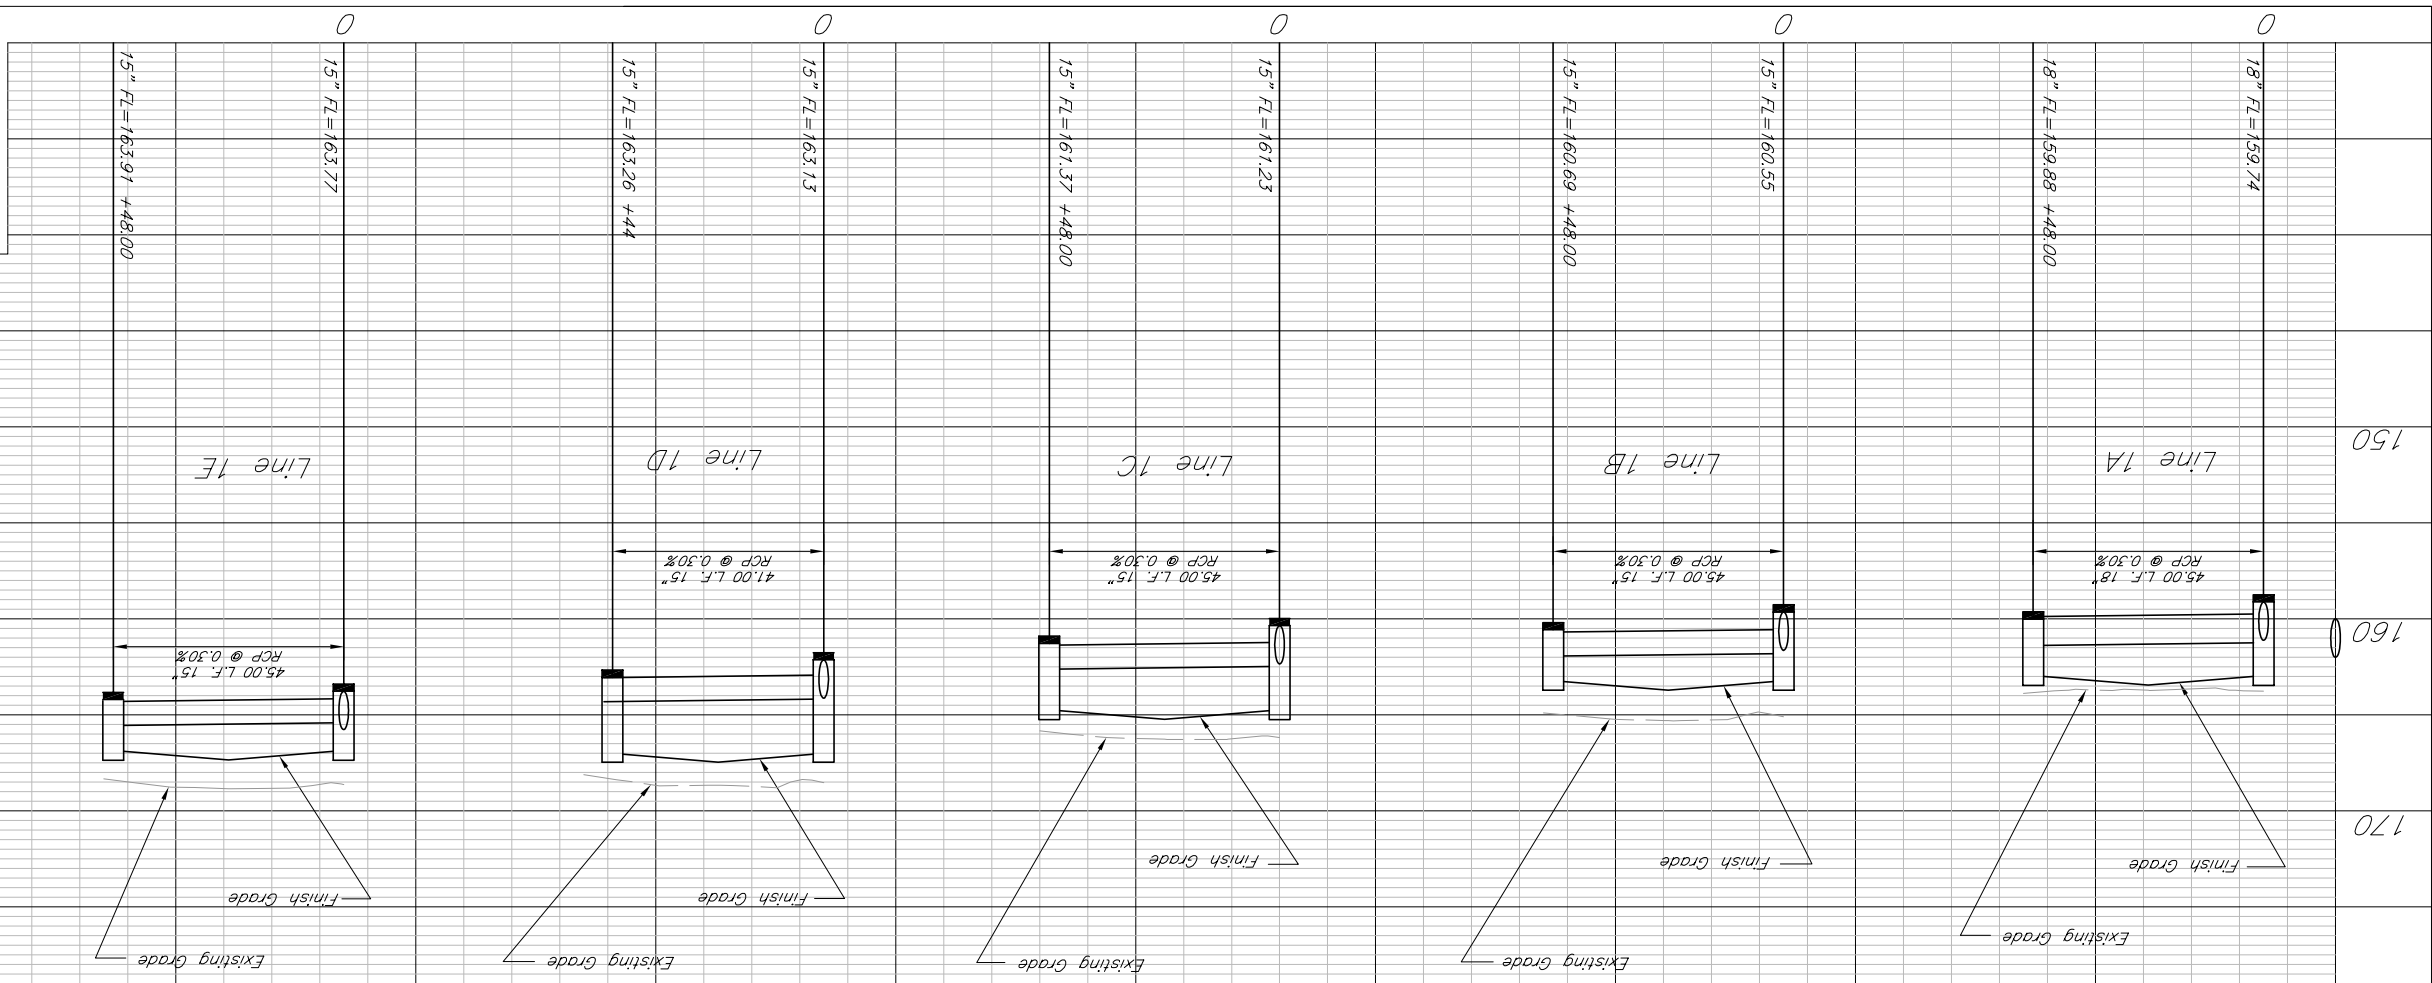 Existing Grade
Finish Grade
170
45.00 L.F. 18"
RCP @ 0.30%
160
Line 1A
150
18" FL=159.74
18" FL=159.88 +48.00
0
Existing Grade
Finish Grade
45.00 L.F. 15"
RCP @ 0.30%
Line 1B
15" FL=160.55
15" FL=160.69 +48.00
0
Existing Grade
Finish Grade
45.00 L.F. 15"
RCP @ 0.30%
Line 1C
15" FL=161.23
15" FL=161.37 +48.00
0
Existing Grade
Finish Grade
41.00 L.F. 15"
RCP @ 0.30%
Line 1D
15" FL=163.13
15" FL=163.26 +44
0
Existing Grade
Finish Grade
45.00 L.F. 15"
RCP @ 0.30%
Line 1E
15" FL=163.77
15" FL=163.91 +48.00
0